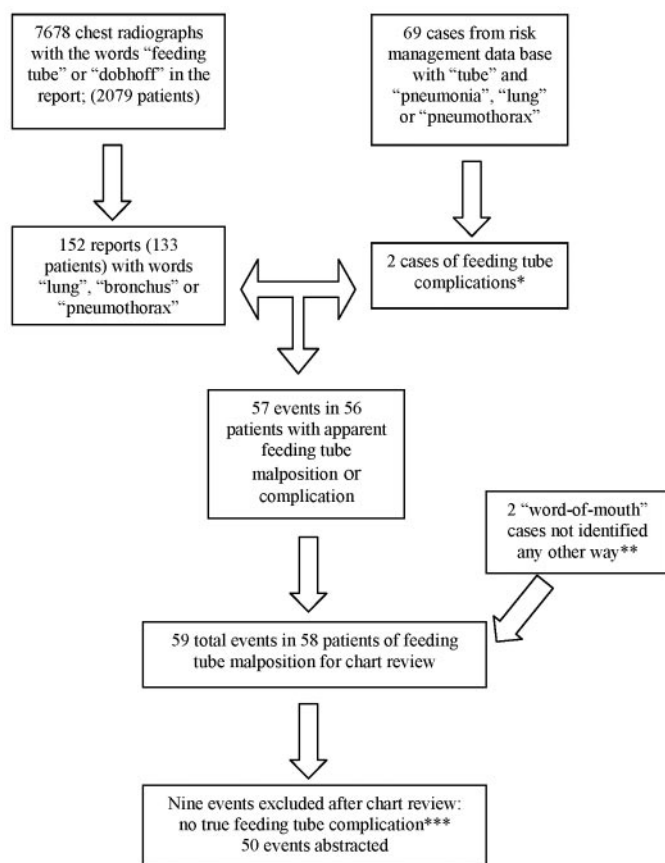 7678 chest radiographs
with the words “feeding
tube” or “dobhoff” in the
report; (2079 patients)
69 cases from risk
management data base
with “tube” and
“pneumonia”, “lung”
or “pneumothorax”
152 reports (133
patients) with words
“lung”, “bronchus” or
“pneumothorax”
2 cases of feeding tube
complications*
57 events in 56
patients with apparent
feeding tube
malposition or
complication
2 “word-of-mouth”
cases not identified
any other way**
59 total events in 58 patients of feeding
tube malposition for chart review
Nine events excluded after chart review:
no true feeding tube complication***
50 events abstracted